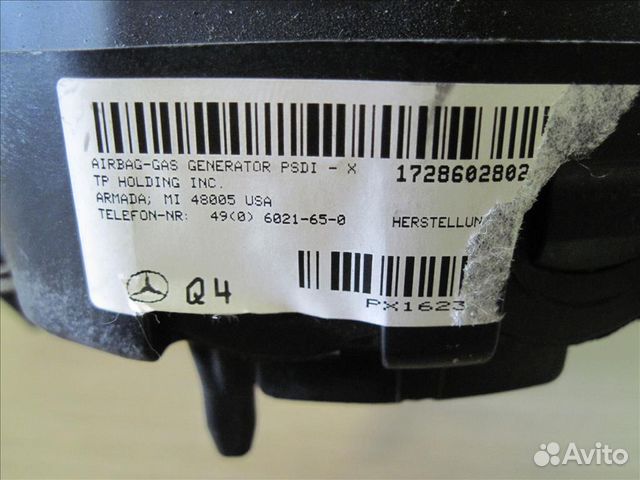 AIRBAG-GAS GENERATOR PSDI - X
1728602802
TP HOLDING INC.
ARMADA; MI 48005 USA
TELEFON-NR: 49(0) 6021-65-0
HERSTELLUN
Q4
PX1623
Avito